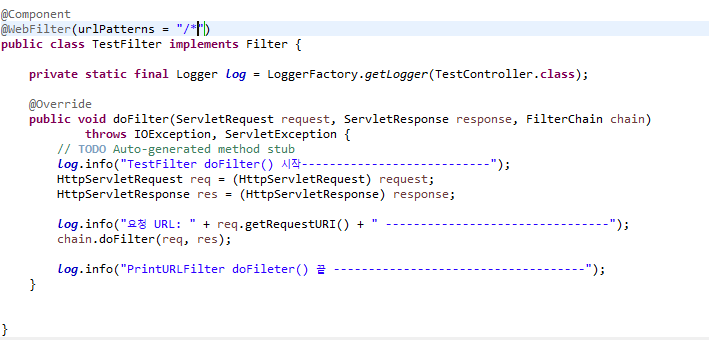 @Component
@WebFilter(urlPatterns = "/*")
public class TestFilter implements Filter {
private static final Logger log = LoggerFactory.getLogger(TestController.class);
@Override
public void doFilter(ServletRequest request, ServletResponse response, FilterChain chain)
throws IOException, ServletException {
// TODO Auto-generated method stub
log.info("TestFilter doFilter() 시작---------------------------");
HttpServletRequest req = (HttpServletRequest) request;
HttpServletResponse res = (HttpServletResponse) response;
log.info("요청 URL: " + req.getRequestURI() + " --------------------------------");
chain.doFilter(req, res);
log.info("PrintURLFilter doFileter() 끝 ------------------------------------");
}
}